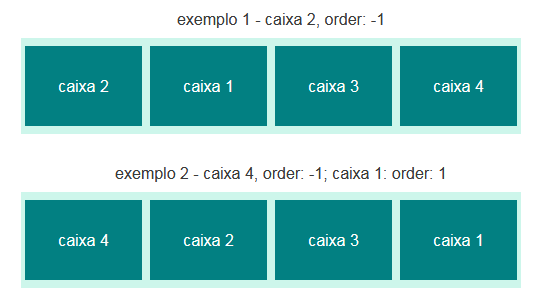 exemplo 1 - caixa 2, order: -1
caixa 2 caixa 1 caixa 3 caixa 4
exemplo 2 - caixa 4, order: -1; caixa 1: order: 1
caixa 4 caixa 2 caixa 3 caixa 1